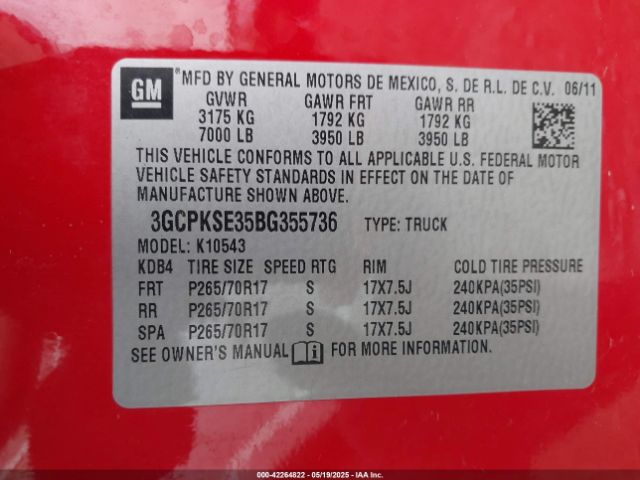 GM ® MFD BY GENERAL MOTORS DE MEXICO, S. DE R.L. DE C.V. 06/11
GVWR GAWR FRT GAWR RR
3175 KG 1792 KG 1792 KG
7000 LB 3950 LB 3950 LB
THIS VEHICLE CONFORMS TO ALL APPLICABLE U.S. FEDERAL MOTOR
VEHICLE SAFETY STANDARDS IN EFFECT ON THE DATE OF
MANUFACTURE SHOWN ABOVE.
3GCPKSE35BG355736 TYPE: TRUCK
MODEL: K10543
KDB4 TIRE SIZE SPEED RTG RIM COLD TIRE PRESSURE
FRT P265/70R17 S 17X7.5J 240KPA(35PSI)
RR P265/70R17 S 17X7.5J 240KPA(35PSI)
SPA P265/70R17 S 17X7.5J 240KPA(35PSI)
SEE OWNER'S MANUAL i FOR MORE INFORMATION.
000-42264822 - 05/19/2025 - IAAI.com